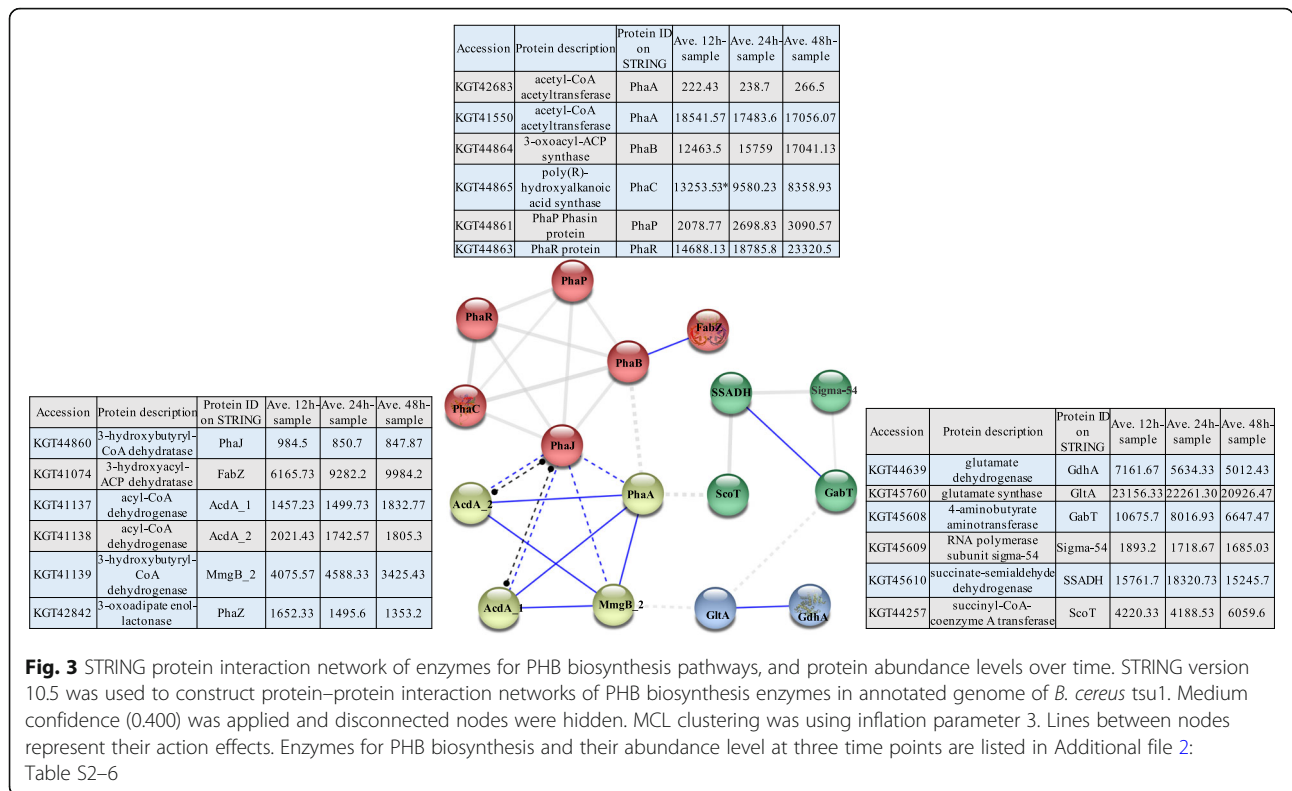 Accession Protein description Protein ID on STRING Ave. 12h-sample Ave. 24h-sample Ave. 48h-sample
KGT42683 acetyl-CoA acetyltransferase PhaA 222.43 238.7 266.5
KGT41550 acetyl-CoA acetyltransferase PhaA 18541.57 17483.6 17056.07
KGT44864 3-oxoacyl-ACP synthase PhaB 12463.5 15759 17041.13
KGT44865 poly(R)-hydroxyalkanoic acid synthase PhaC 13253.53* 9580.23 8358.93
KGT44861 PhaP Phasin protein PhaP 2078.77 2698.83 3090.57
KGT44863 PhaR protein PhaR 14688.13 18785.8 23320.5
PhaP
PhaR
FabZ
PhaB
SSADH
Sigma-54
PhaC
PhaJ
AcdA_2
PhaA
ScoT
GabT
AcdA_1
MmgB_2
GltA
GdhA
Accession Protein description Protein ID on STRING Ave. 12h-sample Ave. 24h-sample Ave. 48h-sample
KGT44860 3-hydroxybutyryl-CoA dehydratase PhaJ 984.5 850.7 847.87
KGT41074 3-hydroxyacyl-ACP dehydratase FabZ 6165.73 9282.2 9984.2
KGT41137 acyl-CoA dehydrogenase AcdA_1 1457.23 1499.73 1832.77
KGT41138 acyl-CoA dehydrogenase AcdA_2 2021.43 1742.57 1805.3
KGT41139 3-hydroxybutyryl-CoA dehydrogenase MmgB_2 4075.57 4588.33 3425.43
KGT42842 3-oxoadipate enol-lactonase PhaZ 1652.33 1495.6 1353.2
Accession Protein description Protein ID on STRING Ave. 12h-sample Ave. 24h-sample Ave. 48h-sample
KGT44639 glutamate dehydrogenase GdhA 7161.67 5634.33 5012.43
KGT45760 glutamate synthase GltA 23156.33 22261.30 20926.47
KGT45608 4-aminobutyrate aminotransferase GabT 10675.7 8016.93 6647.47
KGT45609 RNA polymerase subunit sigma-54 Sigma-54 1893.2 1718.67 1685.03
KGT45610 succinate-semialdehyde dehydrogenase SSADH 15761.7 18320.73 15245.7
KGT44257 succinyl-CoA-coenzyme A transferase ScoT 4220.33 4188.53 6059.6
Fig. 3 STRING protein interaction network of enzymes for PHB biosynthesis pathways, and protein abundance levels over time. STRING version
10.5 was used to construct protein–protein interaction networks of PHB biosynthesis enzymes in annotated genome of B. cereus tsu1. Medium
confidence (0.400) was applied and disconnected nodes were hidden. MCL clustering was using inflation parameter 3. Lines between nodes
represent their action effects. Enzymes for PHB biosynthesis and their abundance level at three time points are listed in Additional file 2:
Table S2–6